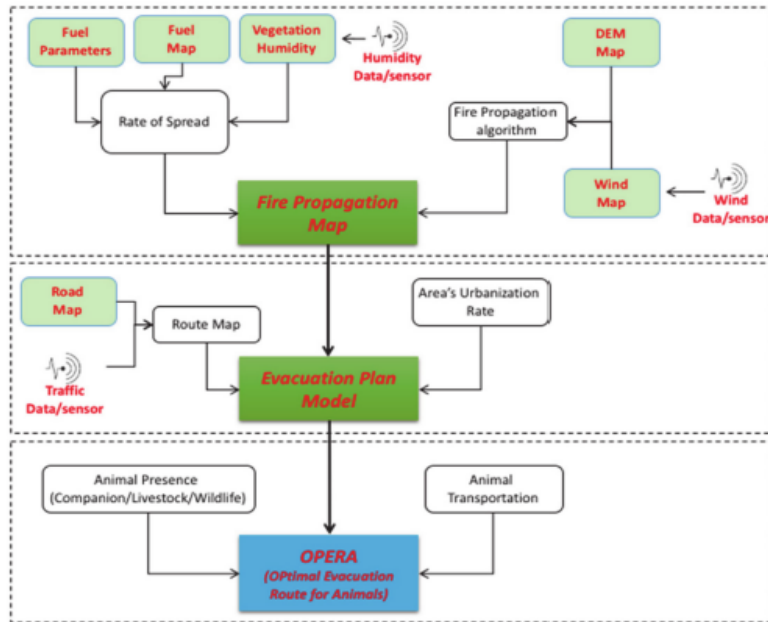 Fuel
Parameters
Fuel
Map
Vegetation
Humidity
Humidity
Data/sensor
DEM
Map
Rate of Spread
Fire Propagation
algorithm
Wind
Map
Wind
Data/sensor
Fire Propagation
Map
Road
Map
Route Map
Area's Urbanization
Rate
Traffic
Data/sensor
Evacuation Plan
Model
Animal Presence
(Companion/Livestock/Wildlife)
Animal
Transportation
OPERA
(OPtimal Evacuation
Route for Animals)